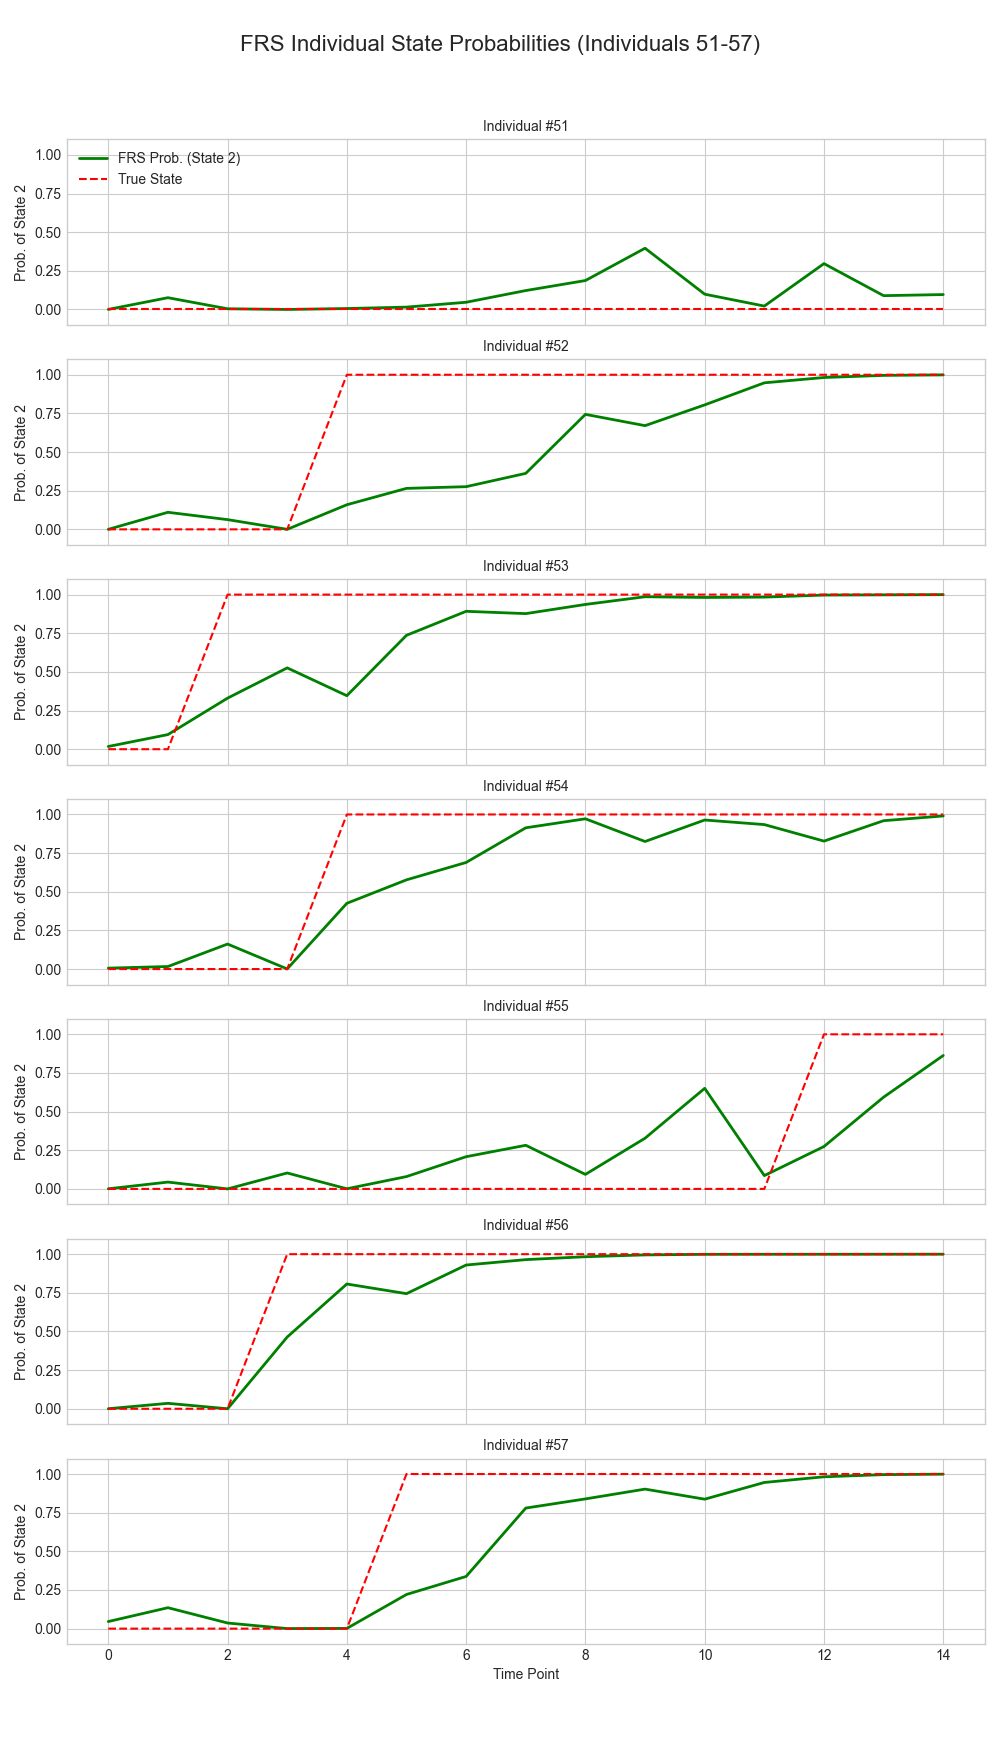 FRS Individual State Probabilities (Individuals 51-57)
Individual #51
1.00
0.75
0.50
0.25
0.00
Prob. of State 2
FRS Prob. (State 2)
True State
Individual #52
1.00
0.75
0.50
0.25
0.00
Prob. of State 2
Individual #53
1.00
0.75
0.50
0.25
0.00
Prob. of State 2
Individual #54
1.00
0.75
0.50
0.25
0.00
Prob. of State 2
Individual #55
1.00
0.75
0.50
0.25
0.00
Prob. of State 2
Individual #56
1.00
0.75
0.50
0.25
0.00
Prob. of State 2
Individual #57
1.00
0.75
0.50
0.25
0.00
Prob. of State 2
0 2 4 6 8 10 12 14
Time Point